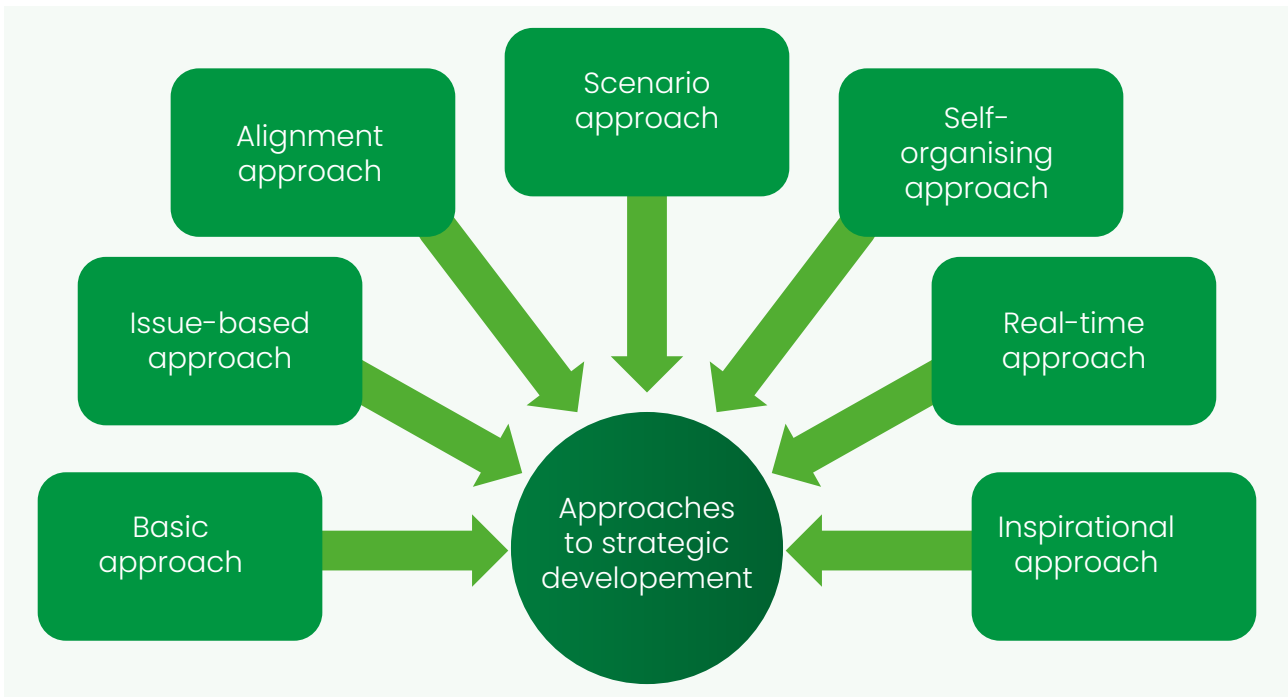 Scenario
approach
Alignment
approach
Self-
organising
approach
Issue-based
approach
Real-time
approach
Basic
approach
Approaches
to strategic
developement
Inspirational
approach